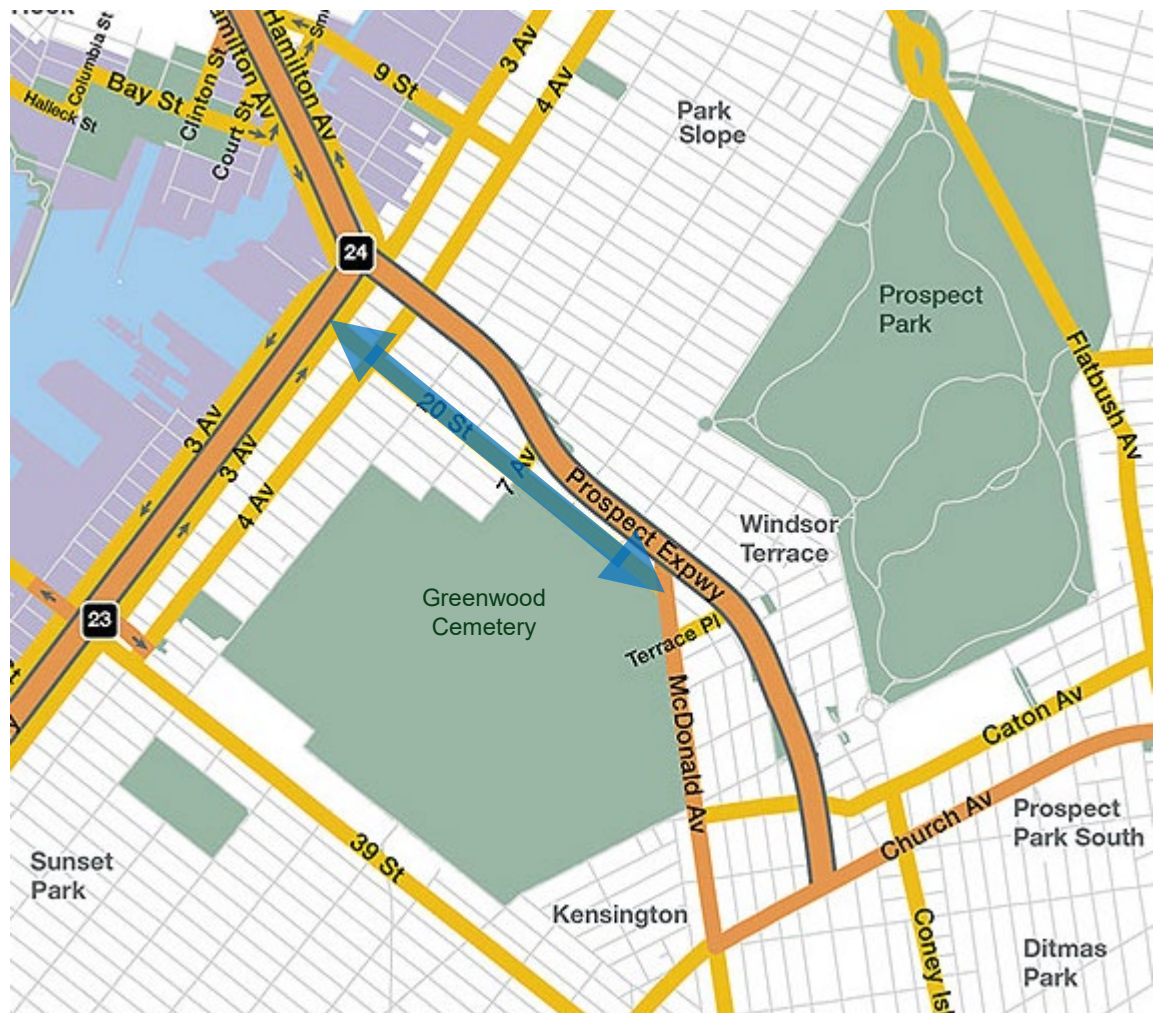 Hook
Columbia St
Halleck St
Bay St
Clinton St
Court St
Hamilton Av
Hamilton Av
9 St
3 Av
4 Av
Park
Slope
24
Prospect
Park
Flatbush Av
3 Av
3 Av
4 Av
20 St
7 Av
Prospect Expwy
Windsor
Terrace
Greenwood
Cemetery
23
Terrace Pl
McDonald Av
Caton Av
Church Av
Prospect
Park South
39 St
Sunset
Park
Kensington
Coney Isl
Ditmas
Park